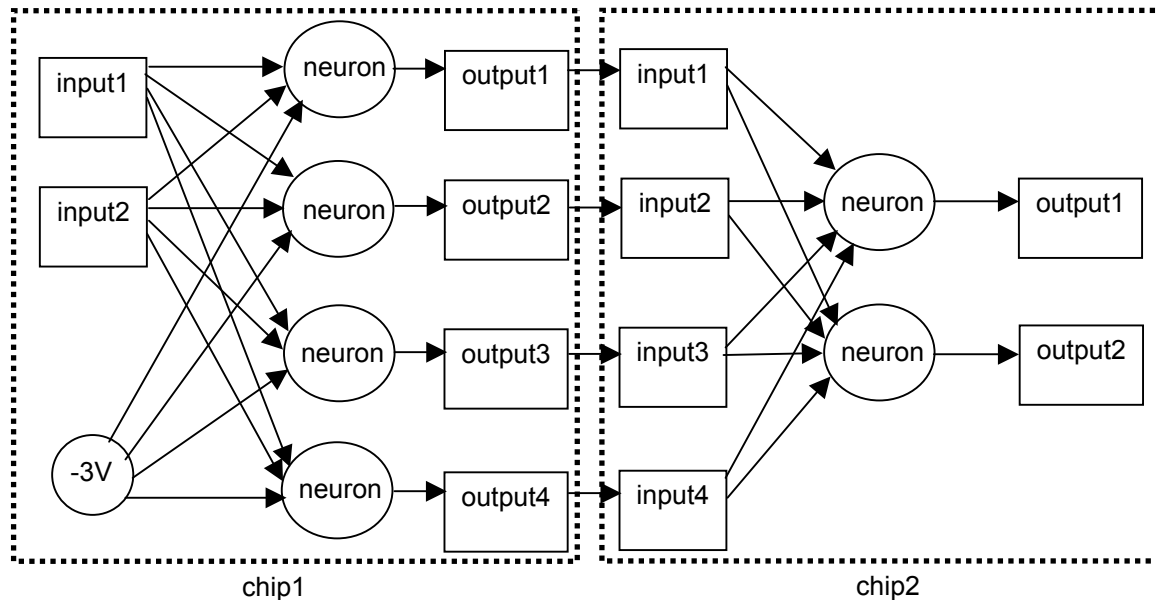 input1
input2
-3V
neuron
neuron
neuron
neuron
output1
output2
output3
output4
chip1
input1
input2
input3
input4
neuron
neuron
output1
output2
chip2